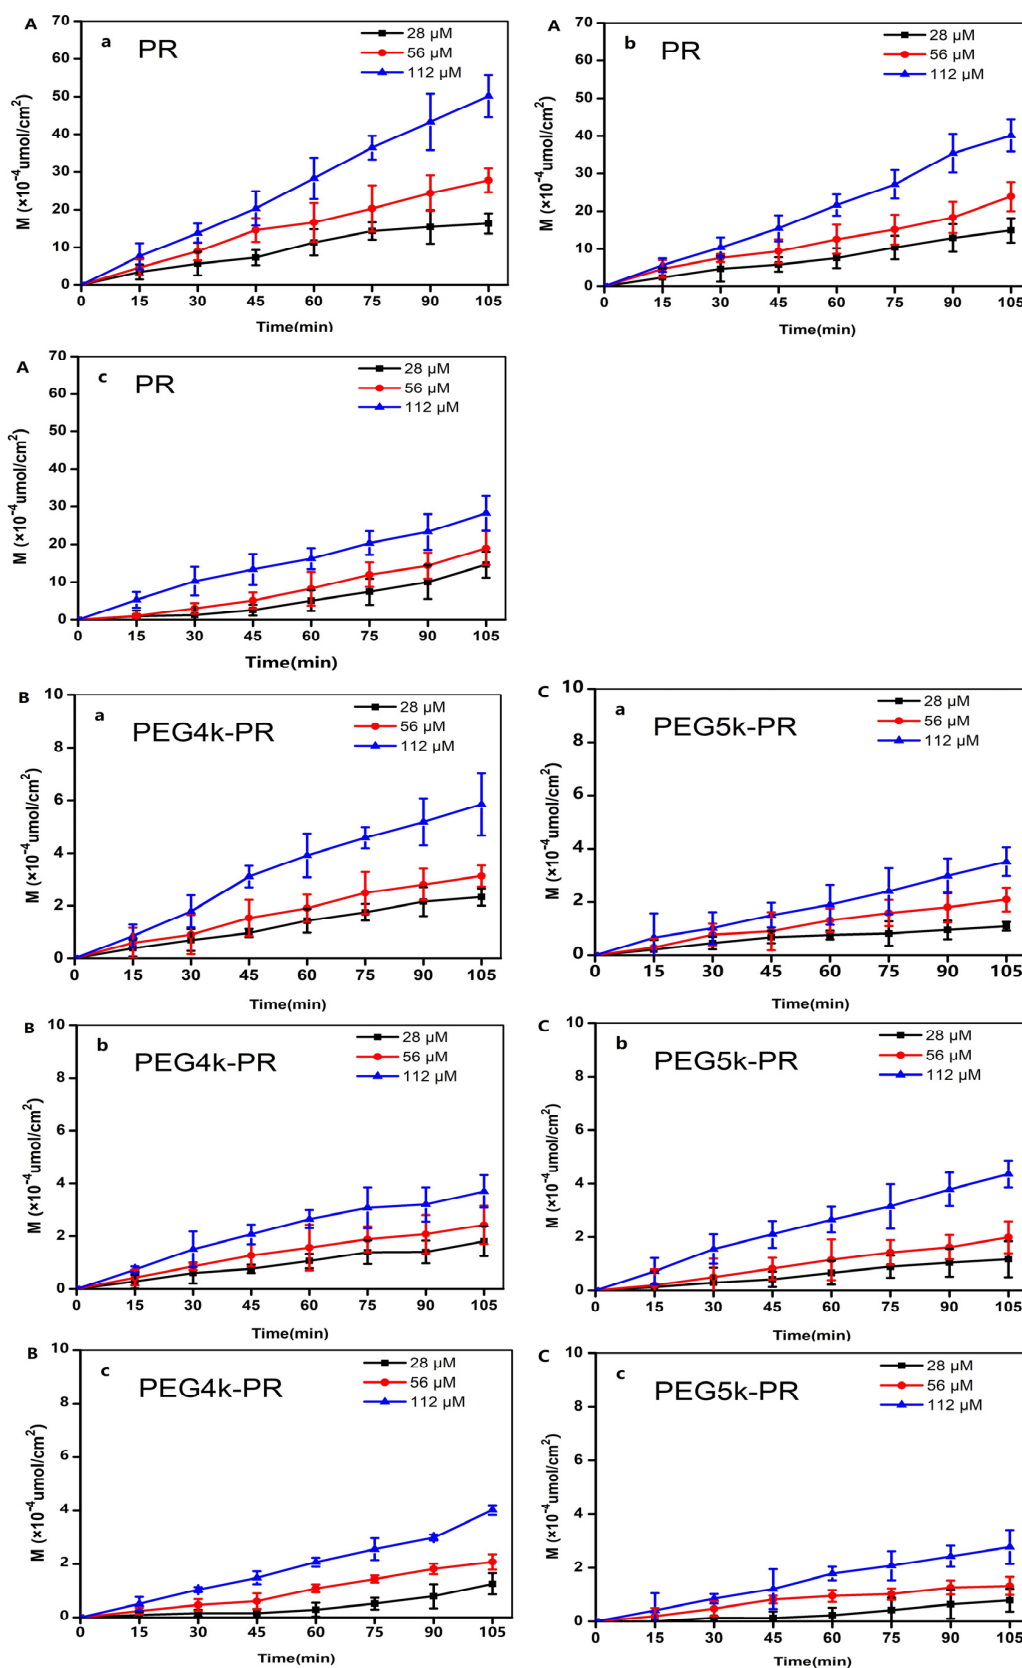 A
a PR
28 μM
56 μM
112 μM
70
60
50
40
30
20
10
0
M (×10⁻⁴umol/cm²)
0 15 30 45 60 75 90 105
Time(min)
A
b PR
28 μM
56 μM
112 μM
70
60
50
40
30
20
10
0
M (×10⁻⁴umol/cm²)
0 15 30 45 60 75 90 105
Time(min)
A
c PR
28 μM
56 μM
112 μM
70
60
50
40
30
20
10
0
M (×10⁻⁴umol/cm²)
0 15 30 45 60 75 90 105
Time(min)
B
a PEG4k-PR
28 μM
56 μM
112 μM
10
8
6
4
2
0
M (×10⁻⁴umol/cm²)
0 15 30 45 60 75 90 105
Time(min)
C
a PEG5k-PR
28 μM
56 μM
112 μM
10
8
6
4
2
0
M (×10⁻⁴umol/cm²)
0 15 30 45 60 75 90 105
Time(min)
B
b PEG4k-PR
28 μM
56 μM
112 μM
10
8
6
4
2
0
M (×10⁻⁴umol/cm²)
0 15 30 45 60 75 90 105
Time(min)
C
b PEG5k-PR
28 μM
56 μM
112 μM
10
8
6
4
2
0
M (×10⁻⁴umol/cm²)
0 15 30 45 60 75 90 105
Time(min)
B
c PEG4k-PR
28 μM
56 μM
112 μM
10
8
6
4
2
0
M (×10⁻⁴umol/cm²)
0 15 30 45 60 75 90 105
Time(min)
C
c PEG5k-PR
28 μM
56 μM
112 μM
10
8
6
4
2
0
M (×10⁻⁴umol/cm²)
0 15 30 45 60 75 90 105
Time(min)